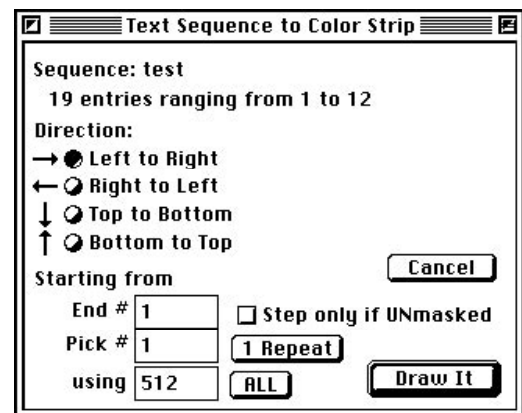 Text Sequence to Color Strip
Sequence: test
19 entries ranging from 1 to 12
Direction:
Left to Right
Right to Left
Top to Bottom
Bottom to Top
Cancel
Starting from
End # 1 Step only if UNmasked
Pick # 1 1 Repeat
using 512 ALL Draw It